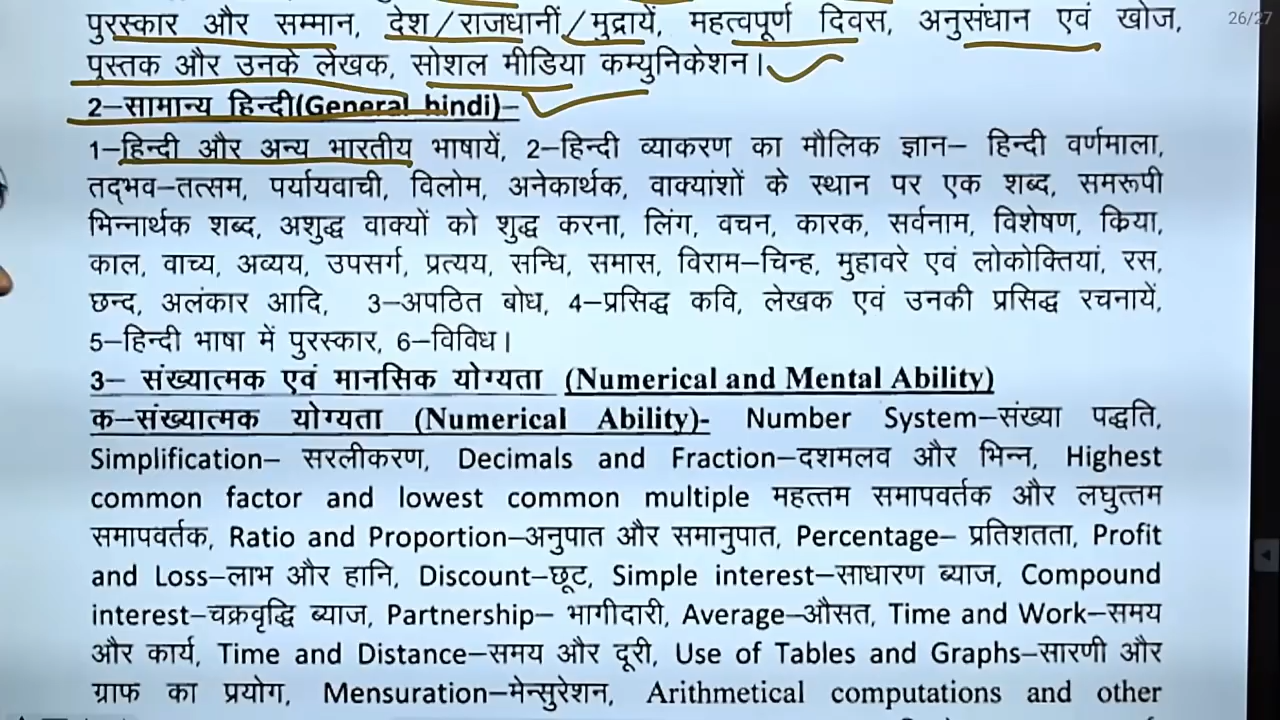 26/27
पुरस्कार और सम्मान, देश/राजधानीं/मुद्रायें, महत्वपूर्ण दिवस, अनुसंधान एवं खोज,
पुस्तक और उनके लेखक, सोशल मीडिया कम्युनिकेशन।
2–सामान्य हिन्दी(General hindi)–
1–हिन्दी और अन्य भारतीय भाषायें, 2–हिन्दी व्याकरण का मौलिक ज्ञान– हिन्दी वर्णमाला,
तद्भव–तत्सम, पर्यायवाची, विलोम, अनेकार्थक, वाक्यांशों के स्थान पर एक शब्द, समरूपी
भिन्नार्थक शब्द, अशुद्ध वाक्यों को शुद्ध करना, लिंग, वचन, कारक, सर्वनाम, विशेषण, क्रिया,
काल, वाच्य, अव्यय, उपसर्ग, प्रत्यय, सन्धि, समास, विराम–चिन्ह, मुहावरे एवं लोकोक्तियां, रस,
छन्द, अलंकार आदि, 3–अपठित बोध, 4–प्रसिद्ध कवि, लेखक एवं उनकी प्रसिद्ध रचनायें,
5–हिन्दी भाषा में पुरस्कार, 6–विविध।
3– संख्यात्मक एवं मानसिक योग्यता (Numerical and Mental Ability)
क–संख्यात्मक योग्यता (Numerical Ability)- Number System–संख्या पद्धति,
Simplification– सरलीकरण, Decimals and Fraction–दशमलव और भिन्न, Highest
common factor and lowest common multiple महत्तम समापवर्तक और लघुत्तम
समापवर्तक, Ratio and Proportion–अनुपात और समानुपात, Percentage– प्रतिशतता, Profit
and Loss–लाभ और हानि, Discount–छूट, Simple interest–साधारण ब्याज, Compound
interest–चक्रवृद्धि ब्याज, Partnership– भागीदारी, Average–औसत, Time and Work–समय
और कार्य, Time and Distance–समय और दूरी, Use of Tables and Graphs–सारणी और
ग्राफ का प्रयोग, Mensuration–मेन्सुरेशन, Arithmetical computations and other